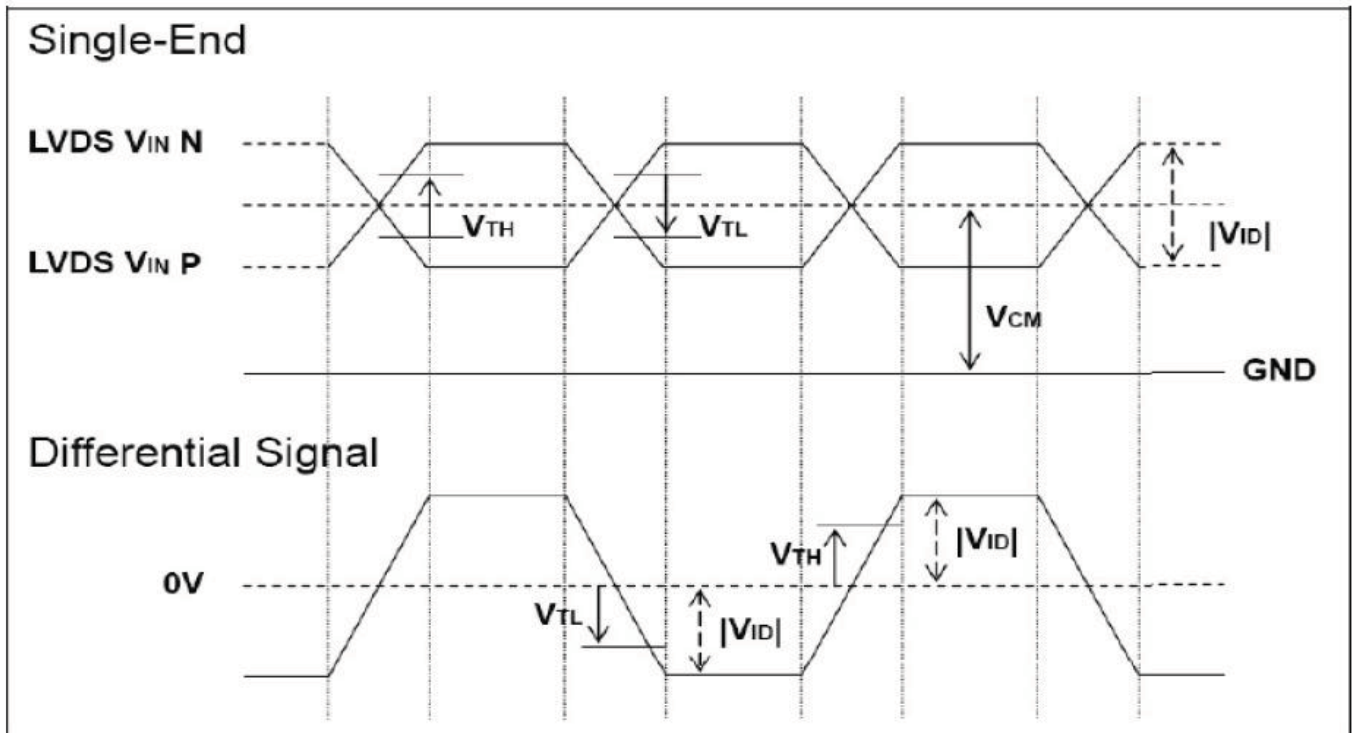 Single-End
LVDS VIN N
VTH
VTL
|VID|
LVDS VIN P
VCM
GND
Differential Signal
|VID|
VTH
0V
VTL
|VID|